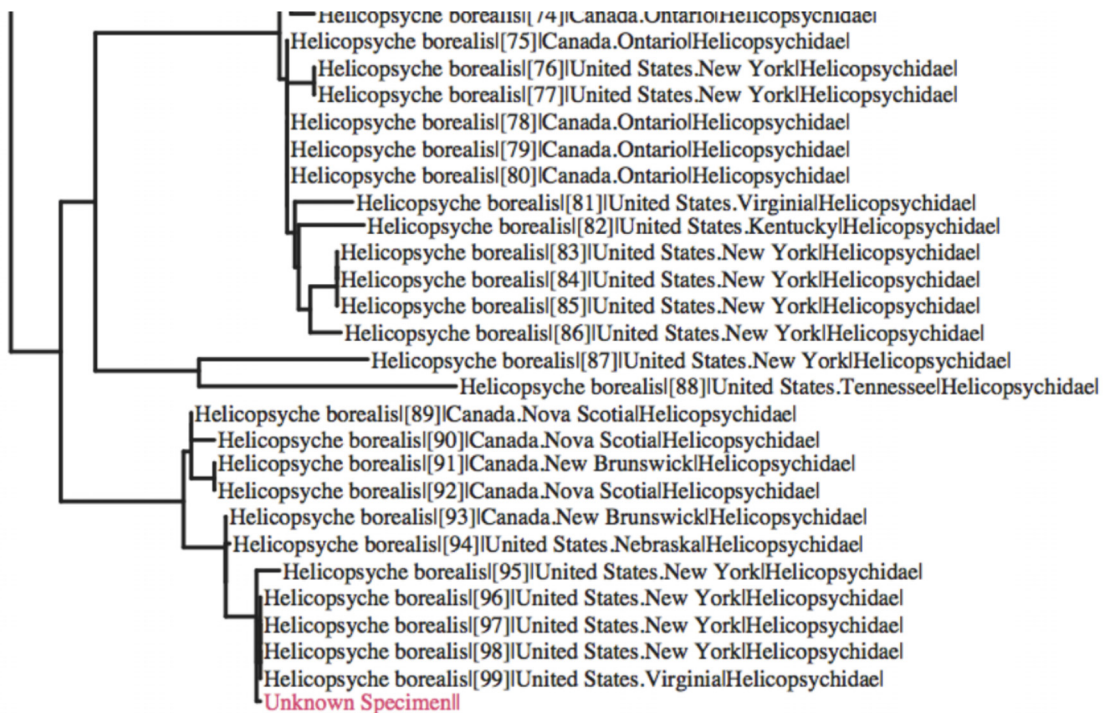 Helicopsyche borealis|[74]|Canada.Ontario|Helicopsychidae|
Helicopsyche borealis|[75]|Canada.Ontario|Helicopsychidae|
Helicopsyche borealis|[76]|United States.New York|Helicopsychidae|
Helicopsyche borealis|[77]|United States.New York|Helicopsychidae|
Helicopsyche borealis|[78]|Canada.Ontario|Helicopsychidae|
Helicopsyche borealis|[79]|Canada.Ontario|Helicopsychidae|
Helicopsyche borealis|[80]|Canada.Ontario|Helicopsychidae|
Helicopsyche borealis|[81]|United States.Virginia|Helicopsychidae|
Helicopsyche borealis|[82]|United States.Kentucky|Helicopsychidae|
Helicopsyche borealis|[83]|United States.New York|Helicopsychidae|
Helicopsyche borealis|[84]|United States.New York|Helicopsychidae|
Helicopsyche borealis|[85]|United States.New York|Helicopsychidae|
Helicopsyche borealis|[86]|United States.New York|Helicopsychidae|
Helicopsyche borealis|[87]|United States.New York|Helicopsychidae|
Helicopsyche borealis|[88]|United States.Tennessee|Helicopsychidae|
Helicopsyche borealis|[89]|Canada.Nova Scotia|Helicopsychidae|
Helicopsyche borealis|[90]|Canada.Nova Scotia|Helicopsychidae|
Helicopsyche borealis|[91]|Canada.New Brunswick|Helicopsychidae|
Helicopsyche borealis|[92]|Canada.Nova Scotia|Helicopsychidae|
Helicopsyche borealis|[93]|Canada.New Brunswick|Helicopsychidae|
Helicopsyche borealis|[94]|United States.Nebraska|Helicopsychidae|
Helicopsyche borealis|[95]|United States.New York|Helicopsychidae|
Helicopsyche borealis|[96]|United States.New York|Helicopsychidae|
Helicopsyche borealis|[97]|United States.New York|Helicopsychidae|
Helicopsyche borealis|[98]|United States.New York|Helicopsychidae|
Helicopsyche borealis|[99]|United States.Virginia|Helicopsychidae|
Unknown Specimen||